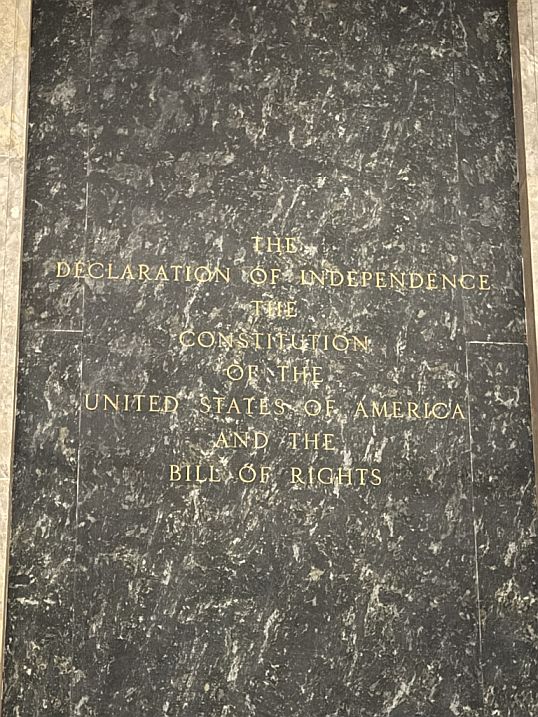 THE
DECLARATION OF INDEPENDENCE
THE
CONSTITUTION
OF THE
UNITED STATES OF AMERICA
AND THE
BILL OF RIGHTS